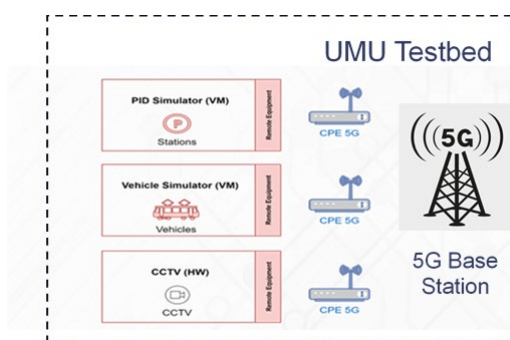 UMU Testbed
PID Simulator (VM)
P
Stations
Remote Equipment
CPE 5G
Vehicle Simulator (VM)
Vehicles
Remote Equipment
CPE 5G
CCTV (HW)
CCTV
Remote Equipment
CPE 5G
5G
5G Base
Station